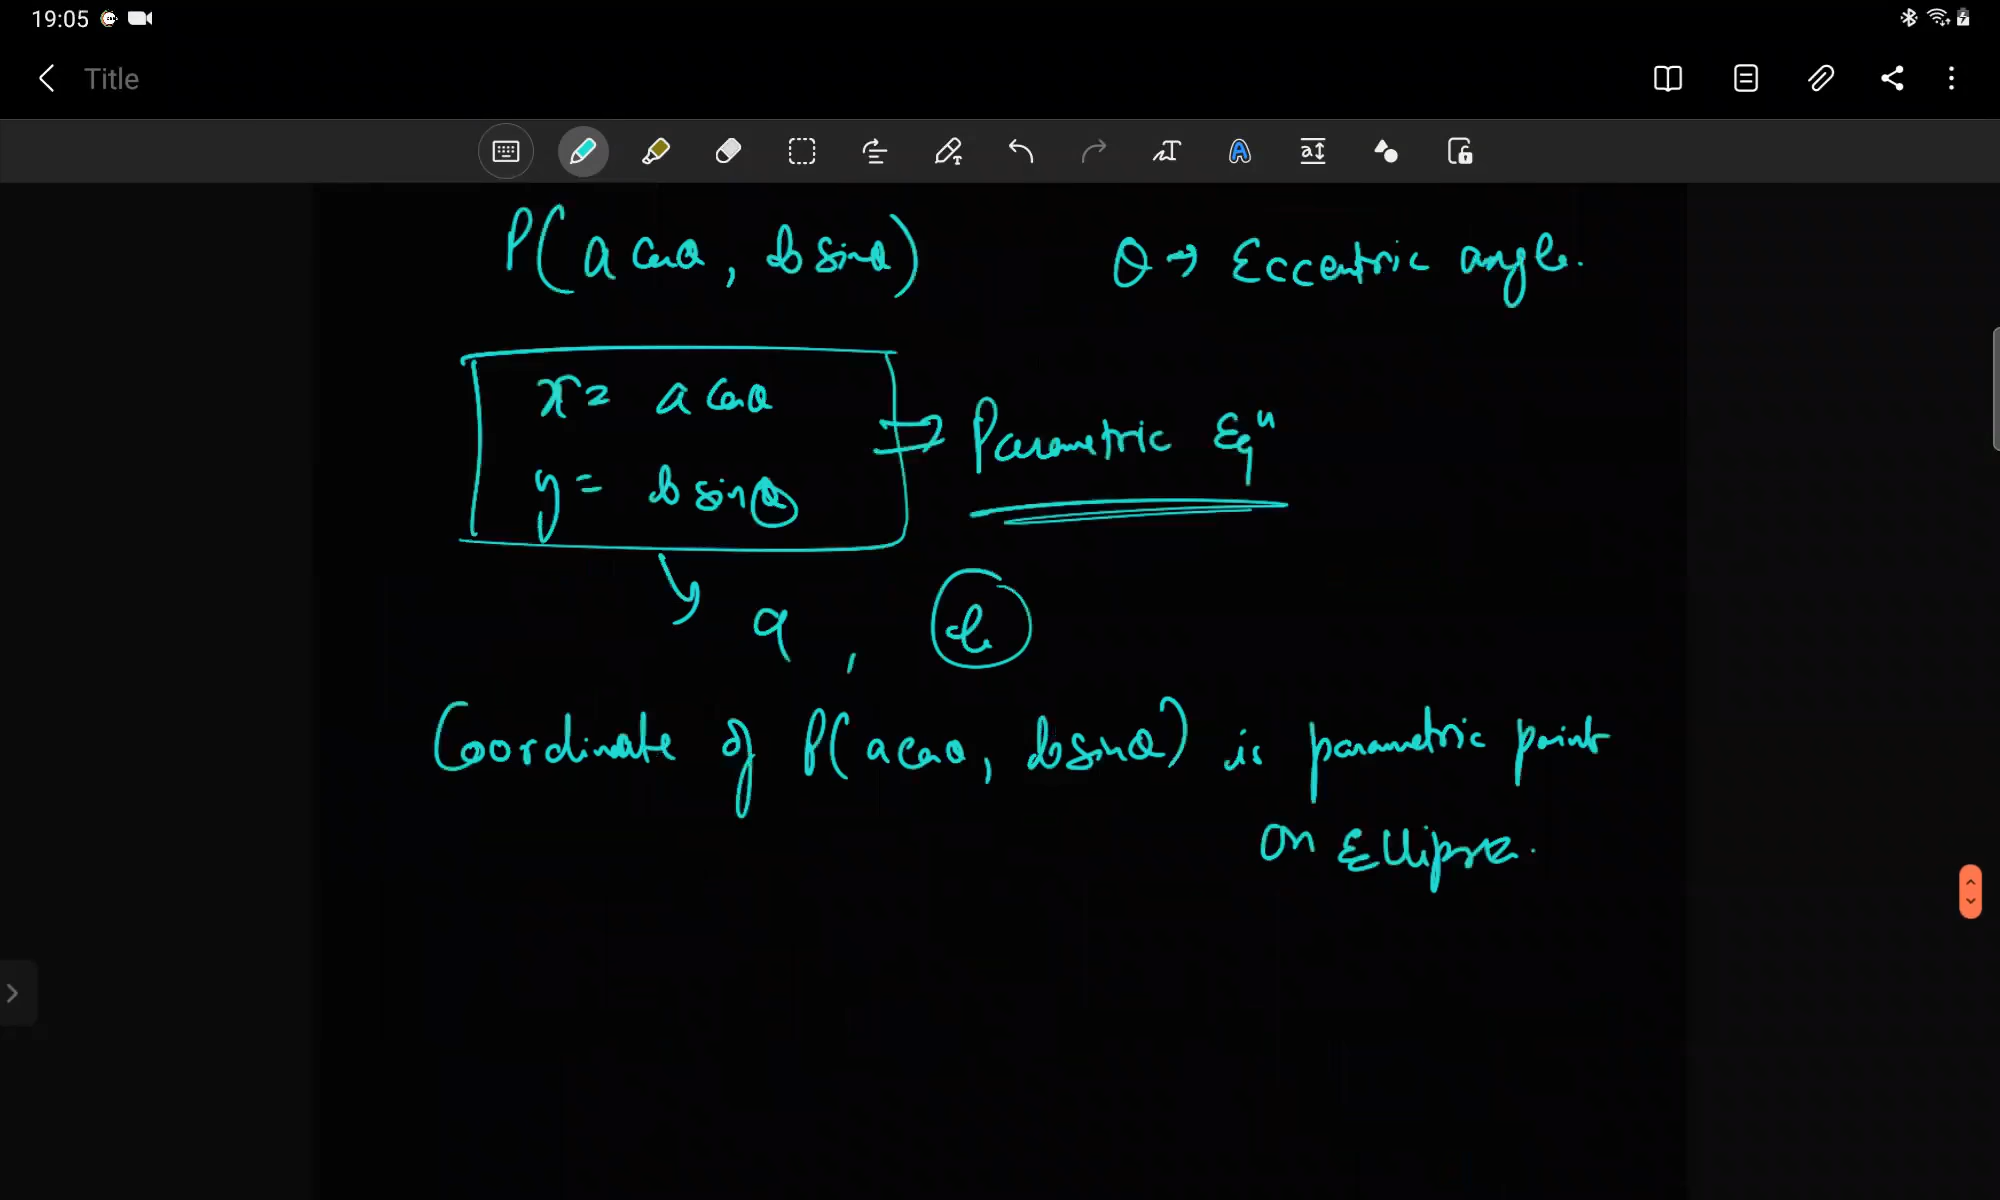 19:05
Title
P(a cosθ, b sinθ) θ → Eccentric angle.
x = a cosθ
y = b sinθ
⇒ Parametric Eqⁿ
a, b
Coordinate of P(a cosθ, b sinθ) is parametric point
on Ellipse.